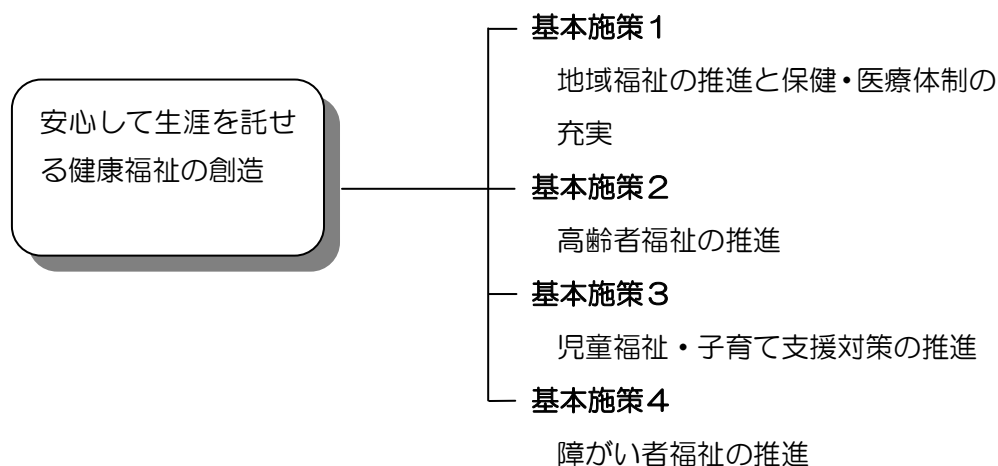 安心して生涯を託せ
る健康福祉の創造
基本施策1
地域福祉の推進と保健・医療体制の
充実
基本施策2
高齢者福祉の推進
基本施策3
児童福祉・子育て支援対策の推進
基本施策4
障がい者福祉の推進